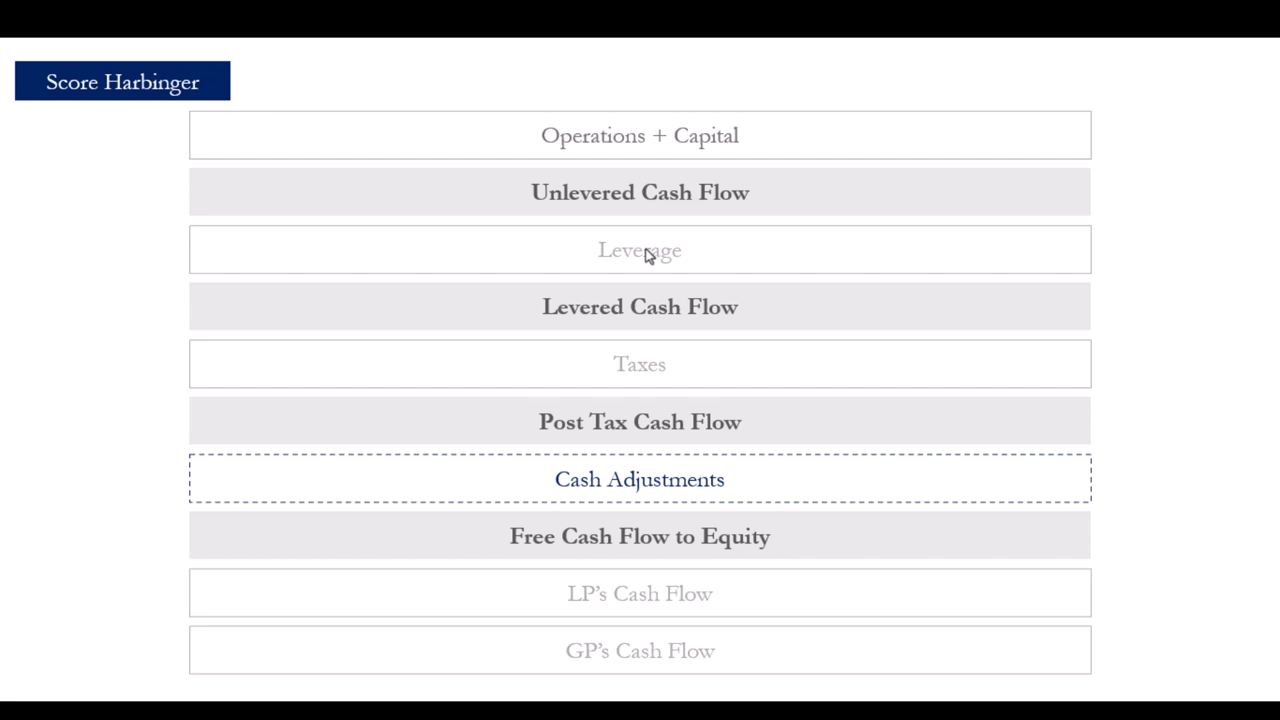 Score Harbinger
Operations + Capital
Unlevered Cash Flow
Leverage
Levered Cash Flow
Taxes
Post Tax Cash Flow
Cash Adjustments
Free Cash Flow to Equity
LP's Cash Flow
GP's Cash Flow